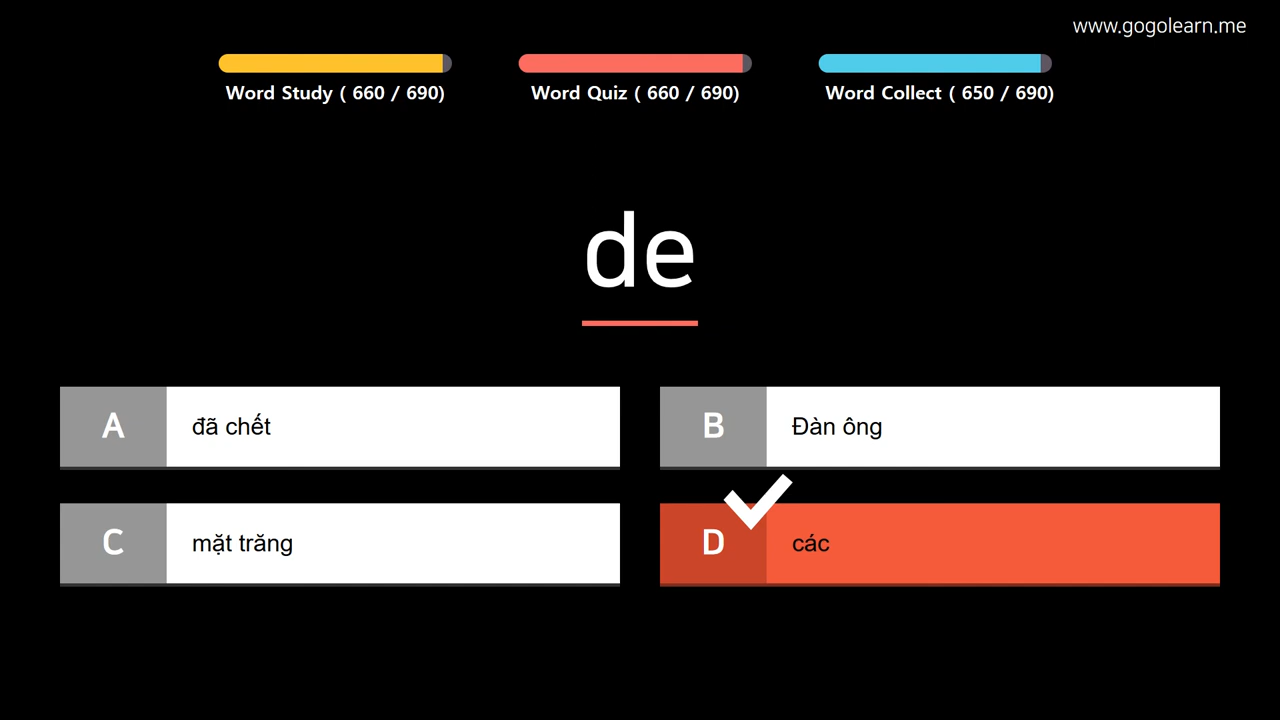 www.gogolearn.me
Word Study ( 660 / 690)
Word Quiz ( 660 / 690)
Word Collect ( 650 / 690)
de
A đã chết
B Đàn ông
C mặt trăng
D các